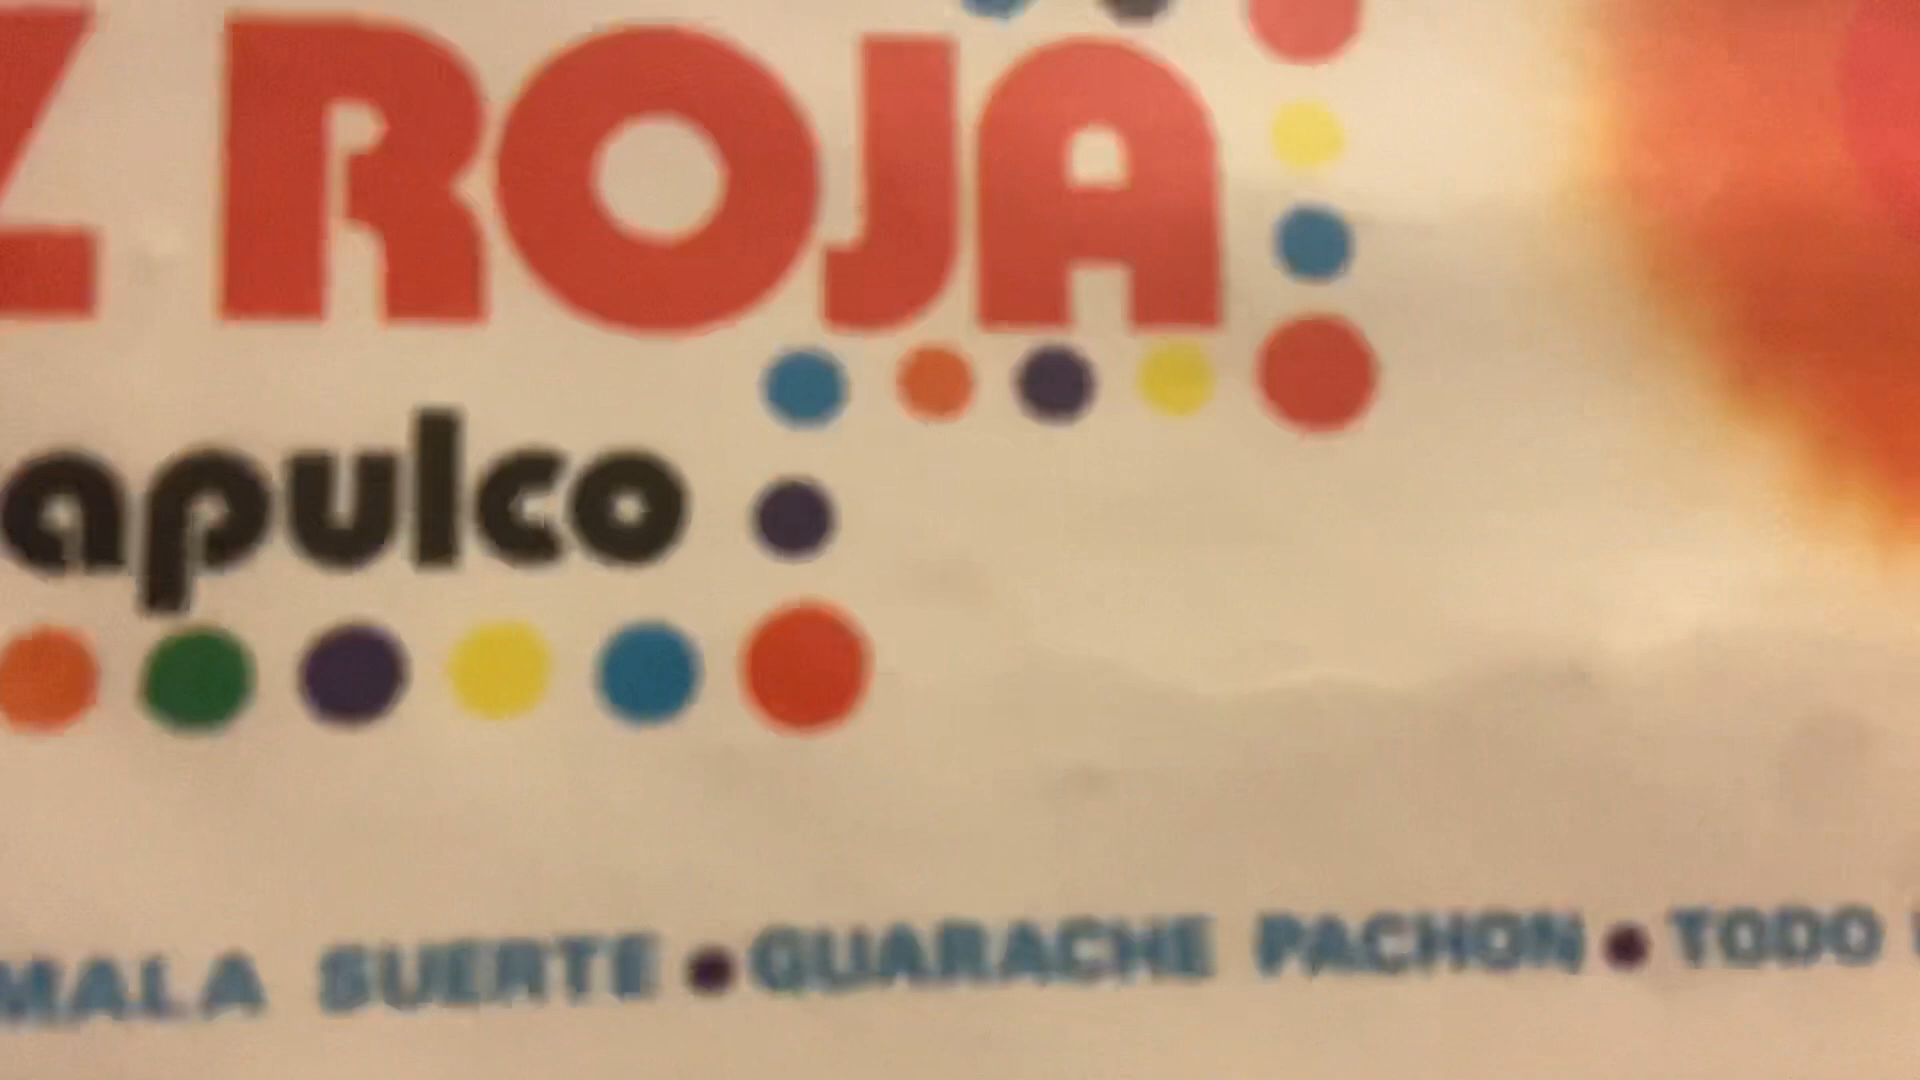 Z ROJA
apulco
MALA SUERTE • GUARACHE PACHON • TODO